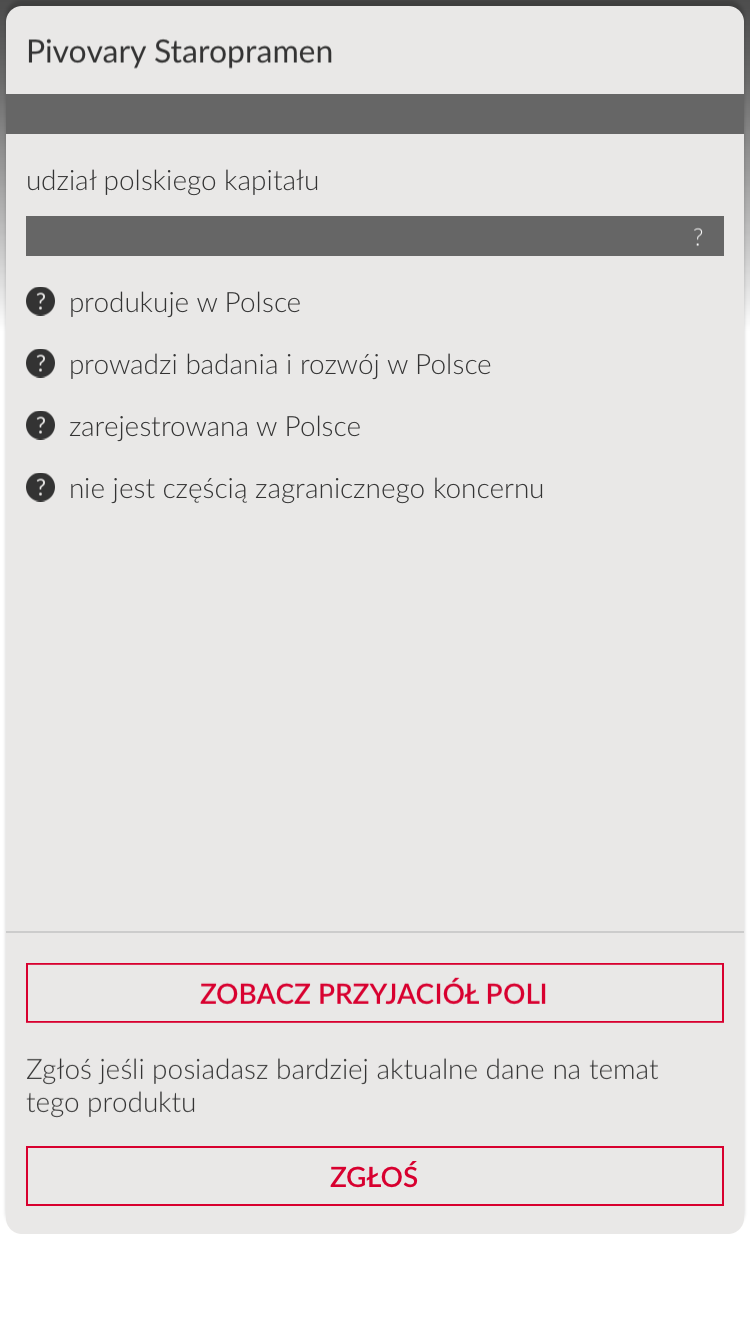 Pivovary Staropramen
udział polskiego kapitału
?
? produkuje w Polsce
? prowadzi badania i rozwój w Polsce
? zarejestrowana w Polsce
? nie jest częścią zagranicznego koncernu
ZOBACZ PRZYJACIÓŁ POLI
Zgłoś jeśli posiadasz bardziej aktualne dane na temat
tego produktu
ZGŁOŚ